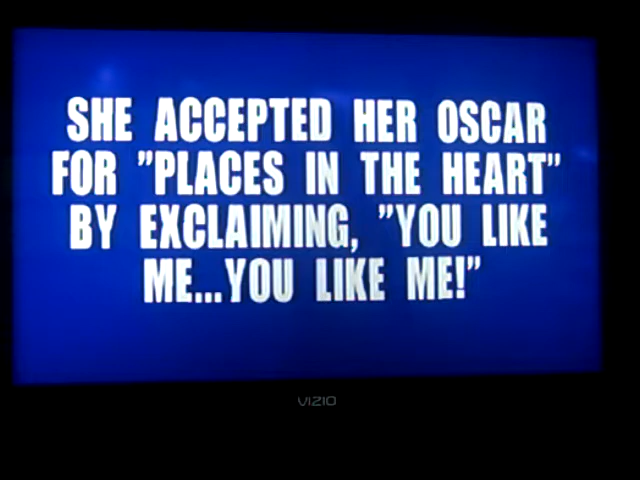 SHE ACCEPTED HER OSCAR
FOR "PLACES IN THE HEART"
BY EXCLAIMING, "YOU LIKE
ME...YOU LIKE ME!"
VIZIO